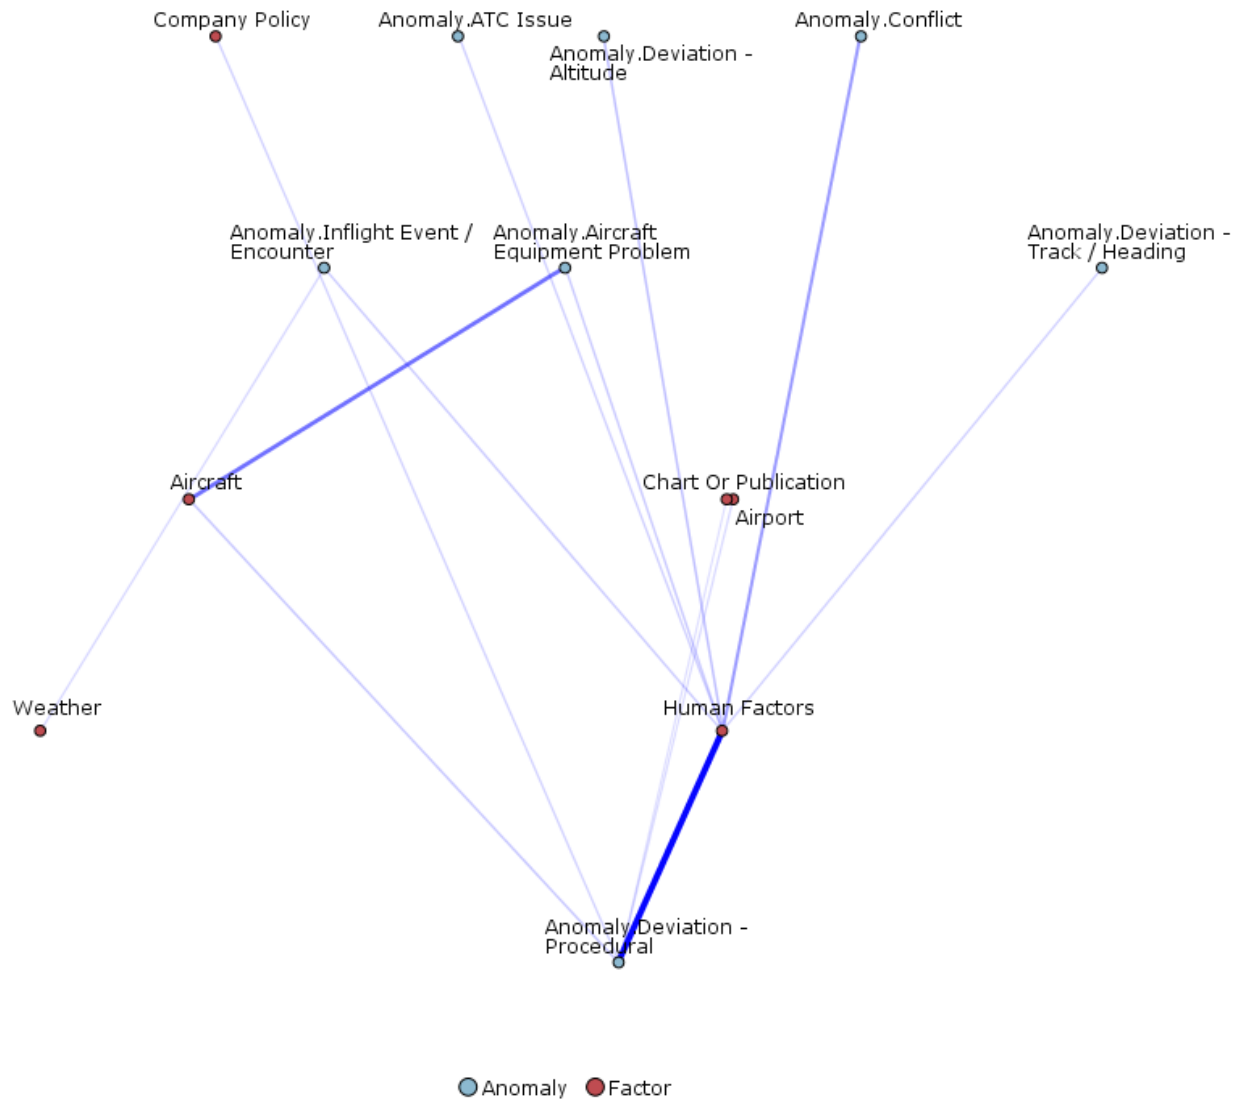 Company Policy
Anomaly.ATC Issue
Anomaly.Conflict
Anomaly.Deviation -
Altitude
Anomaly.Inflight Event /
Encounter
Anomaly.Aircraft
Equipment Problem
Anomaly.Deviation -
Track / Heading
Aircraft
Chart Or Publication
Airport
Weather
Human Factors
Anomaly.Deviation -
Procedural
Anomaly
Factor